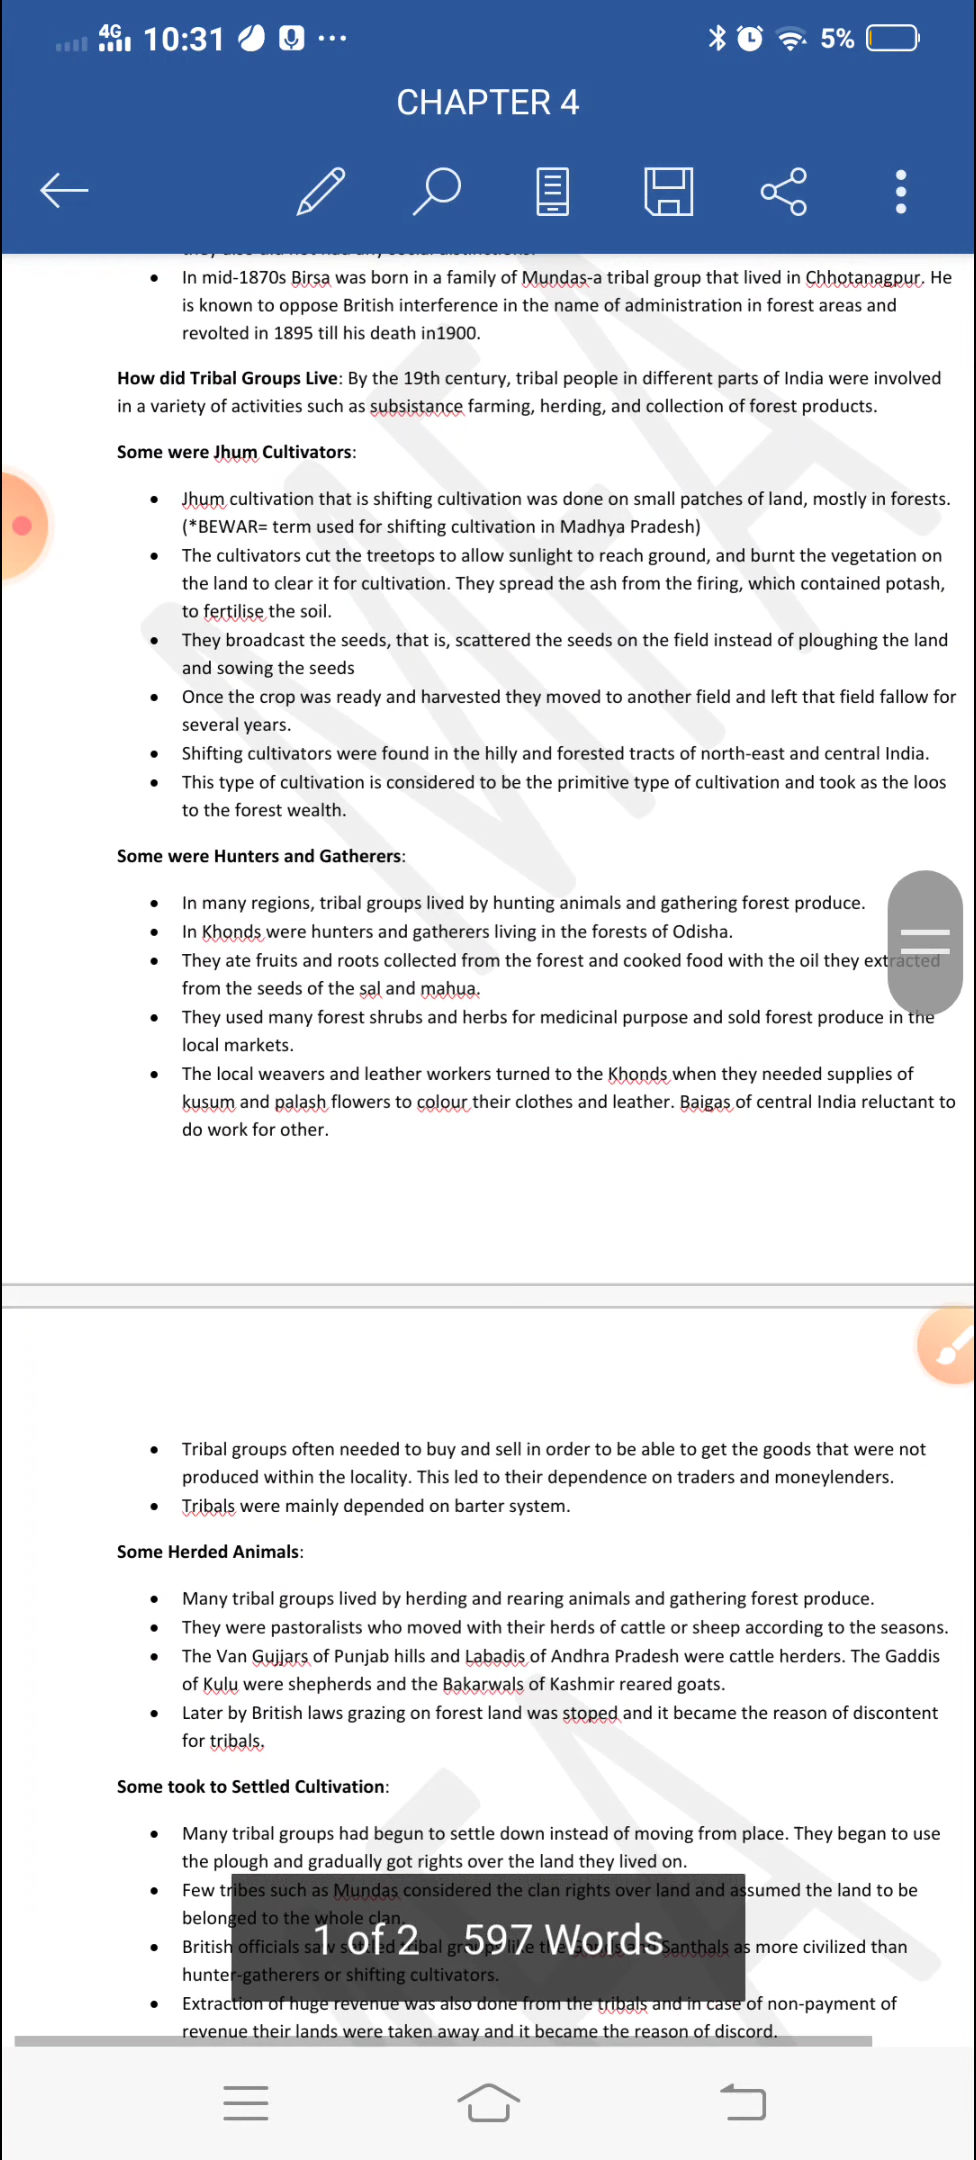 4G 10:31 ... 5%
CHAPTER 4
In mid-1870s Birsa was born in a family of Mundas-a tribal group that lived in Chhotanagpur. He
is known to oppose British interference in the name of administration in forest areas and
revolted in 1895 till his death in1900.
How did Tribal Groups Live: By the 19th century, tribal people in different parts of India were involved
in a variety of activities such as subsistance farming, herding, and collection of forest products.
Some were Jhum Cultivators:
• Jhum cultivation that is shifting cultivation was done on small patches of land, mostly in forests.
(*BEWAR= term used for shifting cultivation in Madhya Pradesh)
• The cultivators cut the treetops to allow sunlight to reach ground, and burnt the vegetation on
the land to clear it for cultivation. They spread the ash from the firing, which contained potash,
to fertilise the soil.
• They broadcast the seeds, that is, scattered the seeds on the field instead of ploughing the land
and sowing the seeds
• Once the crop was ready and harvested they moved to another field and left that field fallow for
several years.
• Shifting cultivators were found in the hilly and forested tracts of north-east and central India.
• This type of cultivation is considered to be the primitive type of cultivation and took as the loos
to the forest wealth.
Some were Hunters and Gatherers:
• In many regions, tribal groups lived by hunting animals and gathering forest produce.
• In Khonds were hunters and gatherers living in the forests of Odisha.
• They ate fruits and roots collected from the forest and cooked food with the oil they extracted
from the seeds of the sal and mahua.
• They used many forest shrubs and herbs for medicinal purpose and sold forest produce in the
local markets.
• The local weavers and leather workers turned to the Khonds when they needed supplies of
kusum and palash flowers to colour their clothes and leather. Baigas of central India reluctant to
do work for other.
• Tribal groups often needed to buy and sell in order to be able to get the goods that were not
produced within the locality. This led to their dependence on traders and moneylenders.
• Tribals were mainly depended on barter system.
Some Herded Animals:
• Many tribal groups lived by herding and rearing animals and gathering forest produce.
• They were pastoralists who moved with their herds of cattle or sheep according to the seasons.
• The Van Gujjars of Punjab hills and Labadis of Andhra Pradesh were cattle herders. The Gaddis
of Kulu were shepherds and the Bakarwals of Kashmir reared goats.
• Later by British laws grazing on forest land was stoped and it became the reason of discontent
for tribals.
Some took to Settled Cultivation:
• Many tribal groups had begun to settle down instead of moving from place. They began to use
the plough and gradually got rights over the land they lived on.
• Few tribes such as Mundas considered the clan rights over land and assumed the land to be
belonged to the whole clan.
1 of 2 597 Words
• British officials saw settled tribal groups like the Santhals as more civilized than
hunter-gatherers or shifting cultivators.
• Extraction of huge revenue was also done from the tribals and in case of non-payment of
revenue their lands were taken away and it became the reason of discord.